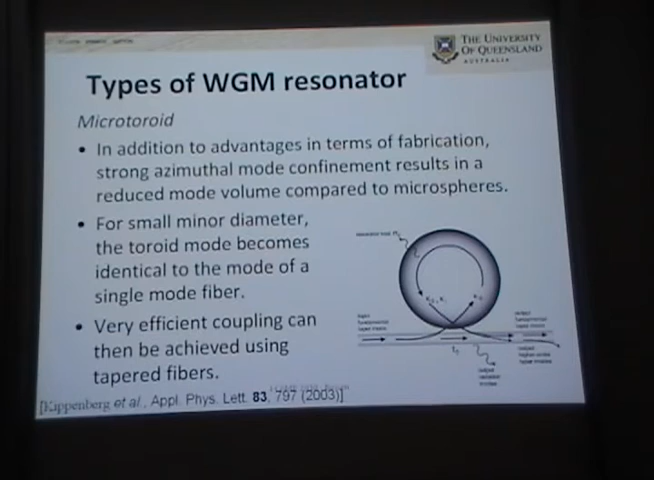 THE UNIVERSITY
OF QUEENSLAND
AUSTRALIA
Types of WGM resonator
Microtoroid
• In addition to advantages in terms of fabrication,
strong azimuthal mode confinement results in a
reduced mode volume compared to microspheres.
• For small minor diameter,
the toroid mode becomes
identical to the mode of a
single mode fiber.
• Very efficient coupling can
then be achieved using
tapered fibers.
[Kippenberg et al., Appl. Phys. Lett. 83, 797 (2003)]